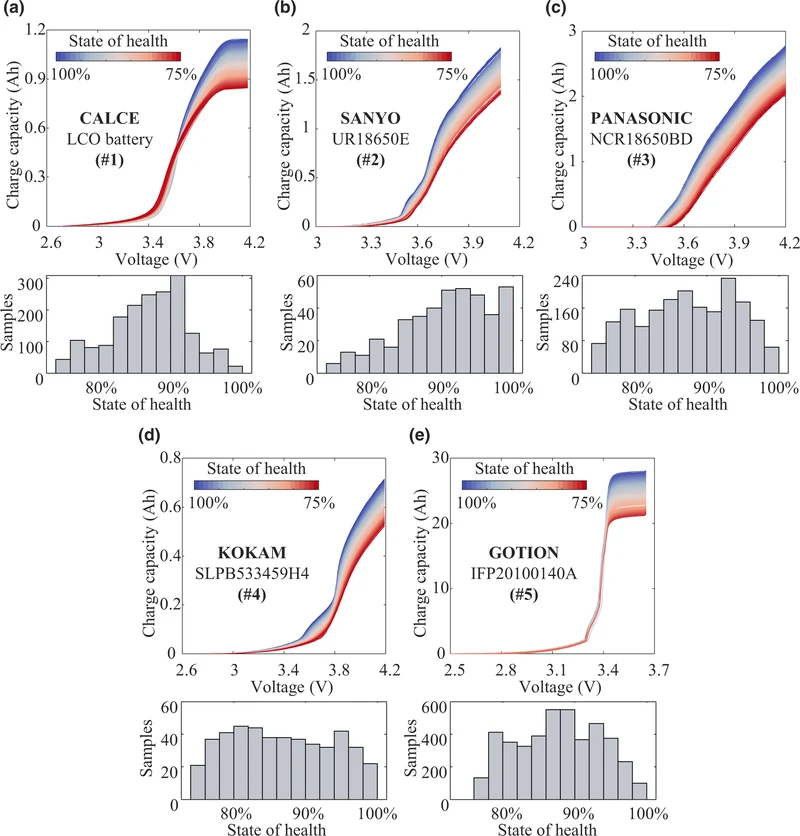 (a)
1.2
0.9
0.6
0.3
0
Charge capacity (Ah)
State of health
100% 75%
CALCE
LCO battery
(#1)
2.6 3 3.4 3.8 4.2
Voltage (V)
300
200
100
0
Samples
80% 90% 100%
State of health
(b)
2
1.5
1
0.5
0
Charge capacity (Ah)
State of health
100% 75%
SANYO
UR18650E
(#2)
3 3.3 3.6 3.9 4.2
Voltage (V)
60
40
20
0
Samples
80% 90% 100%
State of health
(c)
3
2
1
0
Charge capacity (Ah)
State of health
100% 75%
PANASONIC
NCR18650BD
(#3)
3 3.3 3.6 3.9 4.2
Voltage (V)
240
160
80
0
Samples
80% 90% 100%
State of health
(d)
0.8
0.6
0.4
0.2
0
Charge capacity (Ah)
State of health
100% 75%
KOKAM
SLPB533459H4
(#4)
2.6 3 3.4 3.8 4.2
Voltage (V)
60
40
20
0
Samples
80% 90% 100%
State of health
(e)
30
20
10
0
Charge capacity (Ah)
State of health
100% 75%
GOTION
IFP20100140A
(#5)
2.5 2.8 3.1 3.4 3.7
Voltage (V)
600
400
200
0
Samples
80% 90% 100%
State of health